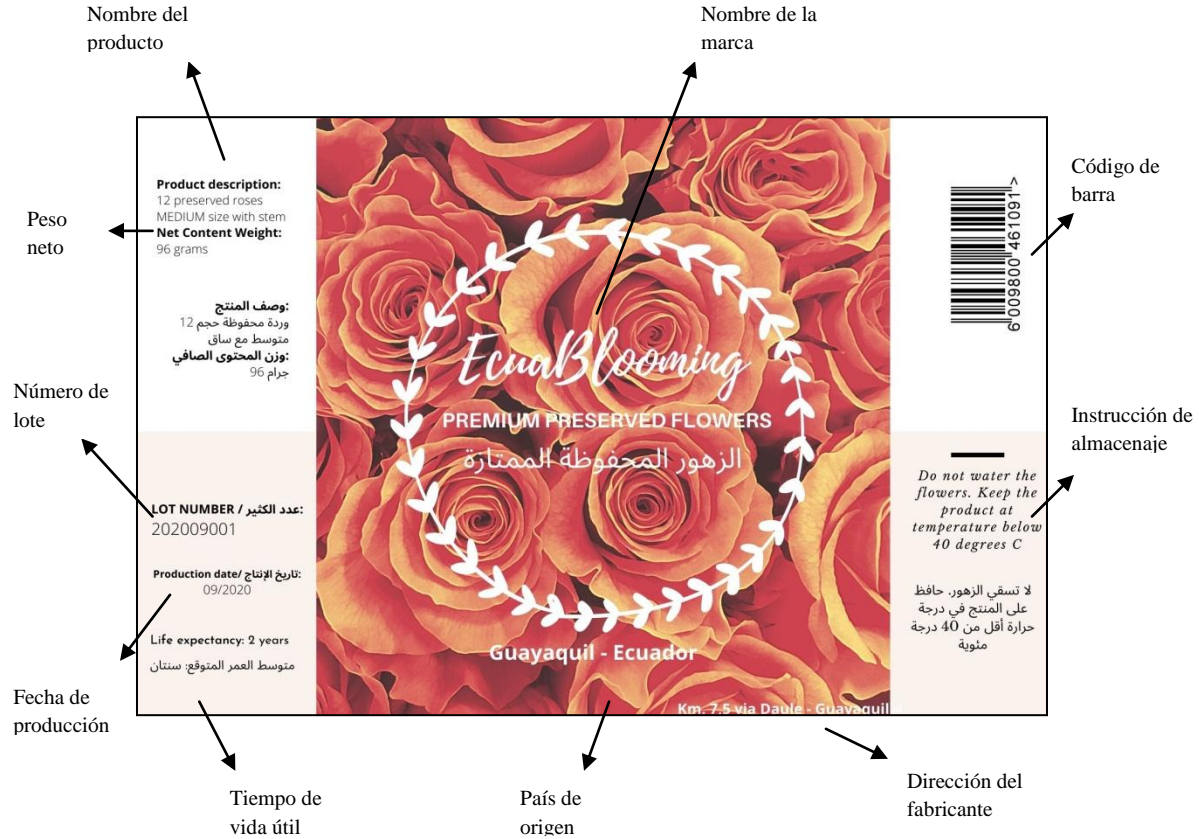 Nombre del
producto
Nombre de la
marca
Product description:
12 preserved roses
MEDIUM size with stem
Net Content Weight:
96 grams
Peso
neto
وصف المنتج:
وردة محفوظة حجم 12
متوسط مع ساق
وزن المحتوى الصافي:
96 جرام
Número de
lote
LOT NUMBER / عدد الكثير:
202009001
Production date/ تاريخ الإنتاج:
09/2020
Life expectancy: 2 years
متوسط العمر المتوقع: سنتان
Fecha de
producción
Tiempo de
vida útil
EcuaBlooming
PREMIUM PRESERVED FLOWERS
الزهور المحفوظة الممتازة
Guayaquil - Ecuador
Km. 7.5 via Daule - Guayaquil
País de
origen
Dirección del
fabricante
Código de
barra
6 009800 461091 >
Instrucción de
almacenaje
Do not water the
flowers. Keep the
product at
temperature below
40 degrees C
لا تسقي الزهور. حافظ
على المنتج في درجة
حرارة أقل من 40 درجة
مئوية